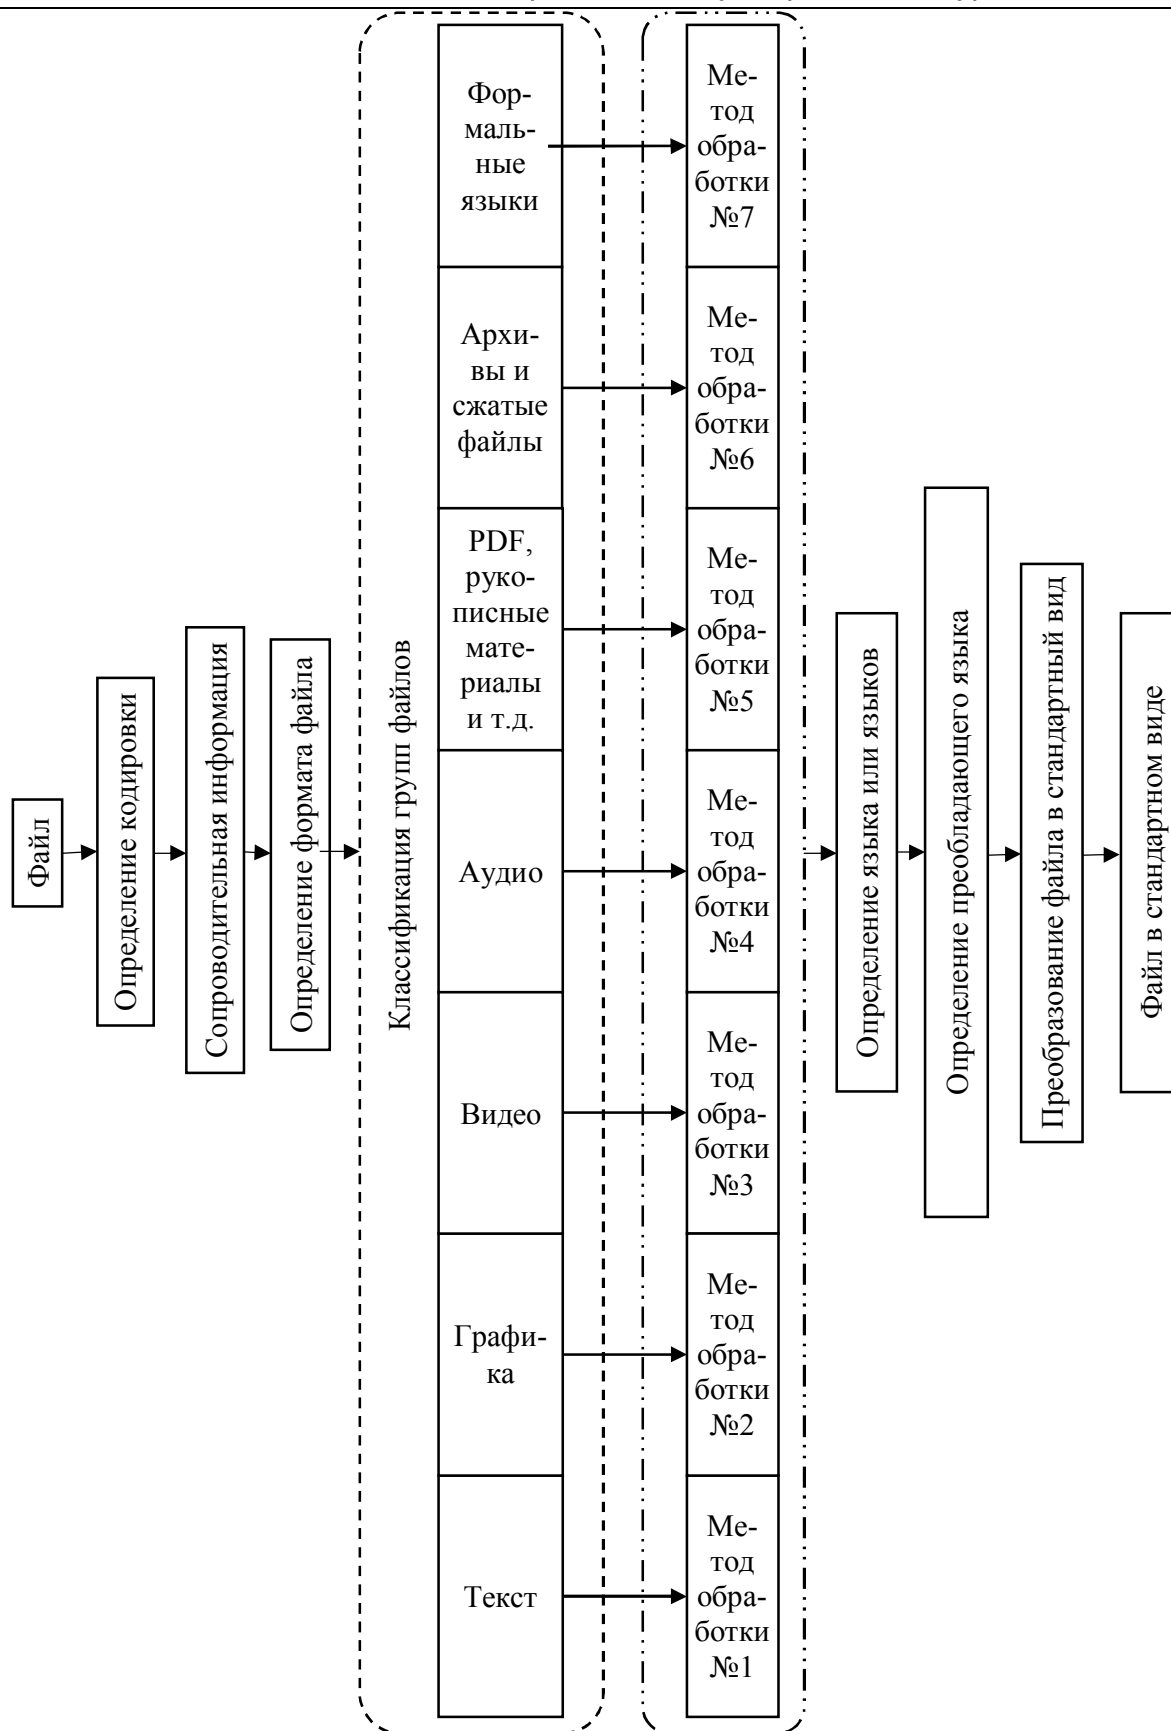 Файл
Определение кодировки
Сопроводительная информация
Определение формата файла
Классификация групп файлов
Фор-
маль-
ные
языки
Архи-
вы и
сжатые
файлы
PDF,
руко-
писные
мате-
риалы
и т.д.
Аудио
Видео
Графи-
ка
Текст
Ме-
тод
обра-
ботки
№7
Ме-
тод
обра-
ботки
№6
Ме-
тод
обра-
ботки
№5
Ме-
тод
обра-
ботки
№4
Ме-
тод
обра-
ботки
№3
Ме-
тод
обра-
ботки
№2
Ме-
тод
обра-
ботки
№1
Определение языка или языков
Определение преобладающего языка
Преобразование файла в стандартный вид
Файл в стандартном виде